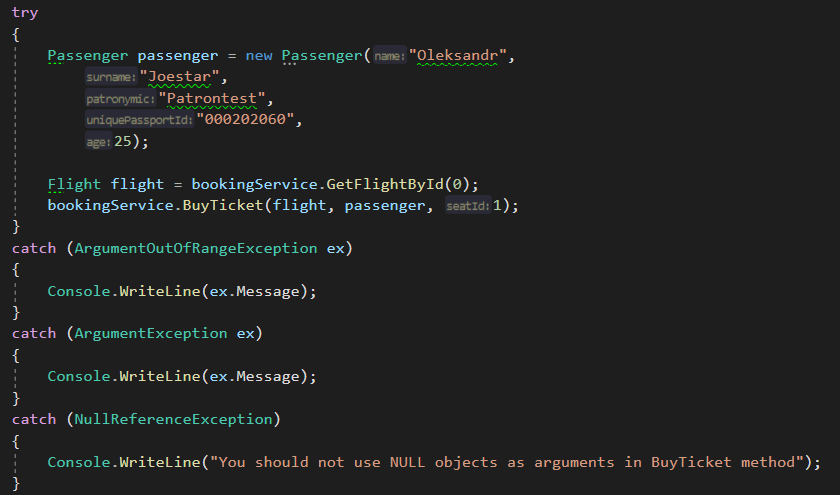 try
{
Passenger passenger = new Passenger(name: "Oleksandr",
surname: "Joestar",
patronymic: "Patrontest",
uniquePassportId: "000202060",
age: 25);
Flight flight = bookingService.GetFlightById(0);
bookingService.BuyTicket(flight, passenger, seatId: 1);
}
catch (ArgumentOutOfRangeException ex)
{
Console.WriteLine(ex.Message);
}
catch (ArgumentException ex)
{
Console.WriteLine(ex.Message);
}
catch (NullReferenceException)
{
Console.WriteLine("You should not use NULL objects as arguments in BuyTicket method");
}